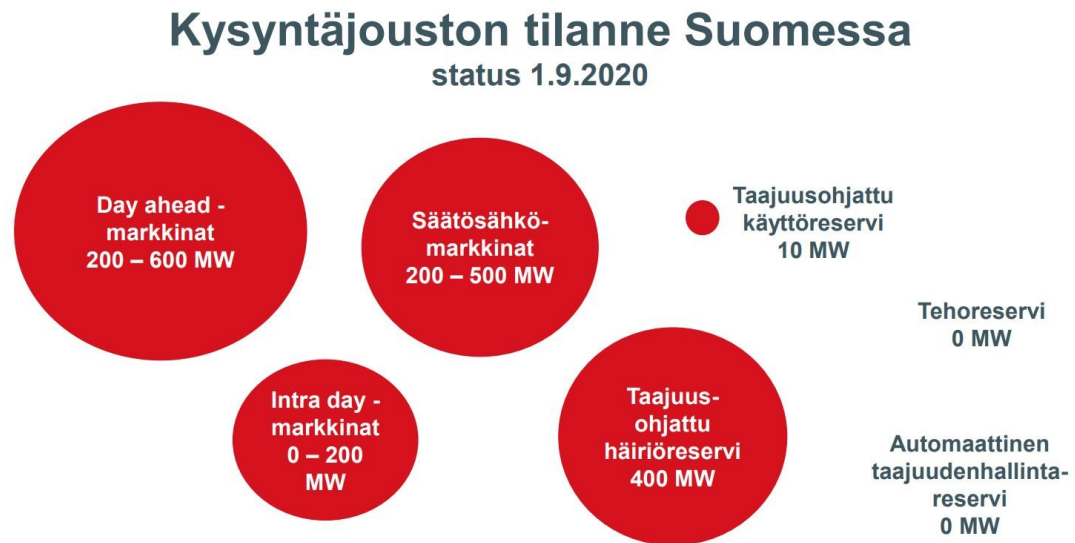 Kysyntäjouston tilanne Suomessa
status 1.9.2020
Day ahead -
markkinat
200 – 600 MW
Säätösähkö-
markkinat
200 – 500 MW
Taajuusohjattu
käyttöreservi
10 MW
Tehoreservi
0 MW
Intra day -
markkinat
0 – 200
MW
Taajuus-
ohjattu
häiriöreservi
400 MW
Automaattinen
taajuudenhallinta-
reservi
0 MW